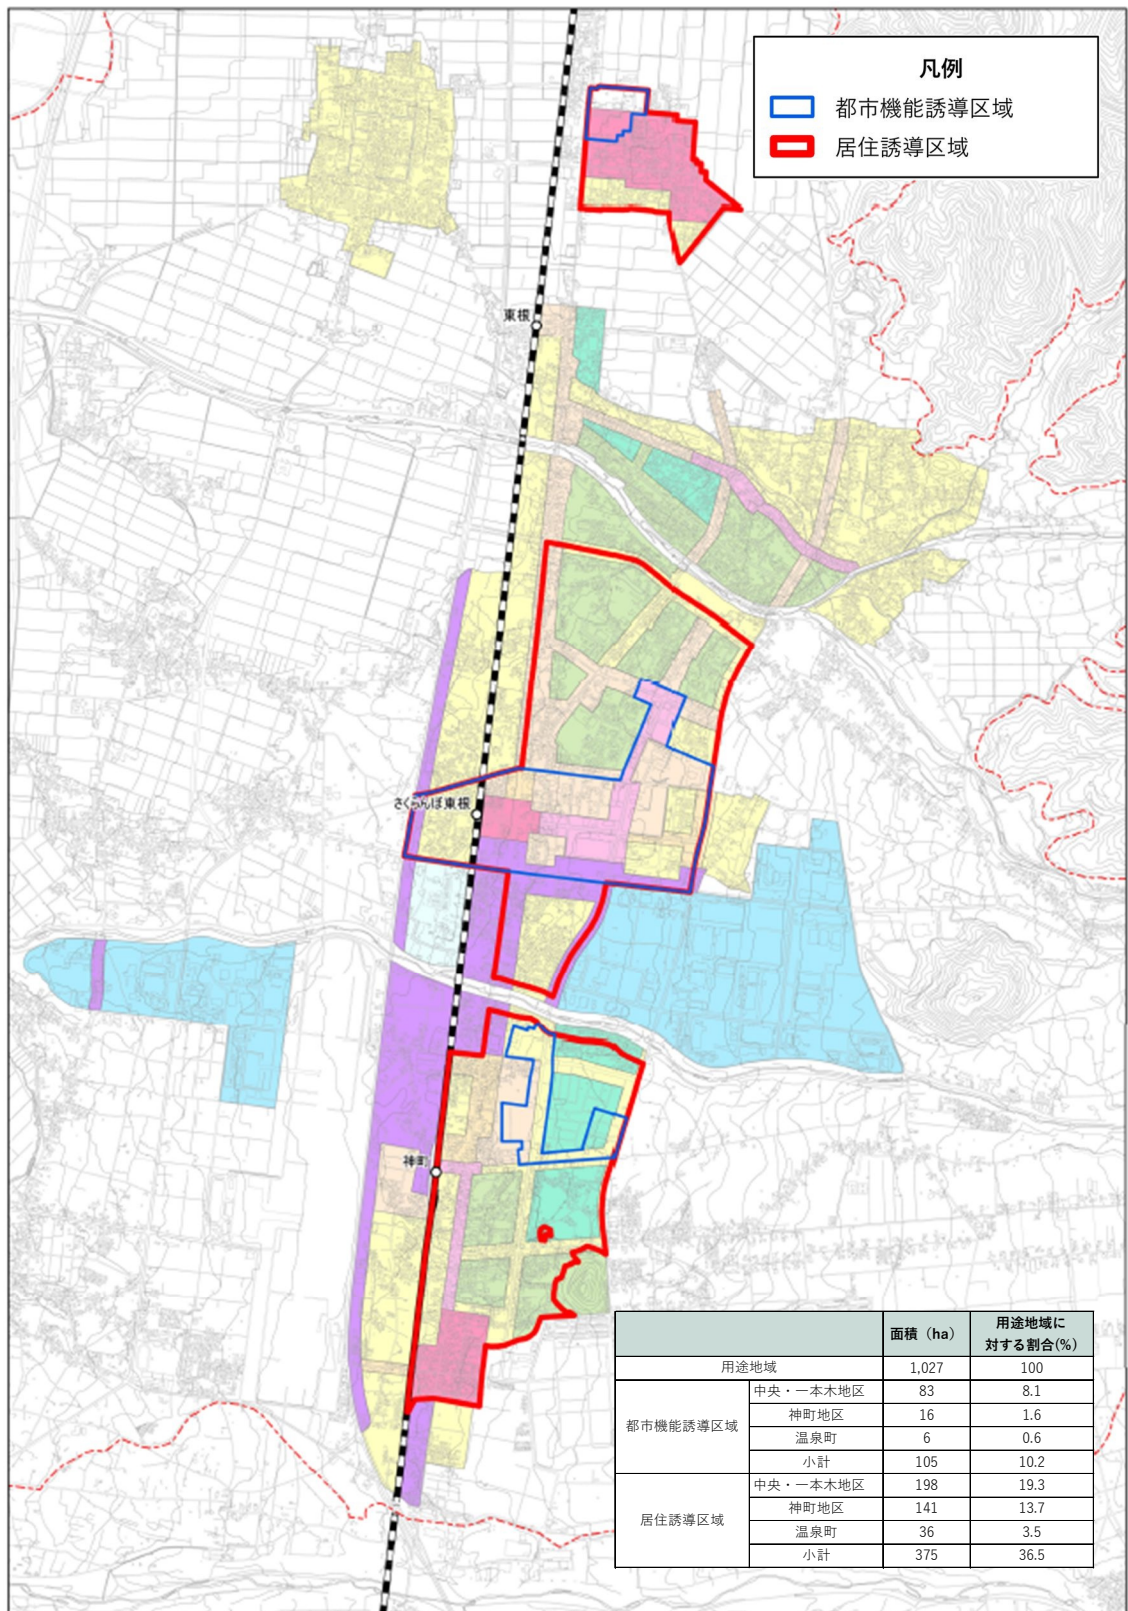 凡例
都市機能誘導区域
居住誘導区域
東根
さくらんぼ東根
神町
面積（ha） 用途地域に
対する割合(%)
用途地域 1,027 100
都市機能誘導区域 中央・一本木地区 83 8.1
神町地区 16 1.6
温泉町 6 0.6
小計 105 10.2
居住誘導区域 中央・一本木地区 198 19.3
神町地区 141 13.7
温泉町 36 3.5
小計 375 36.5